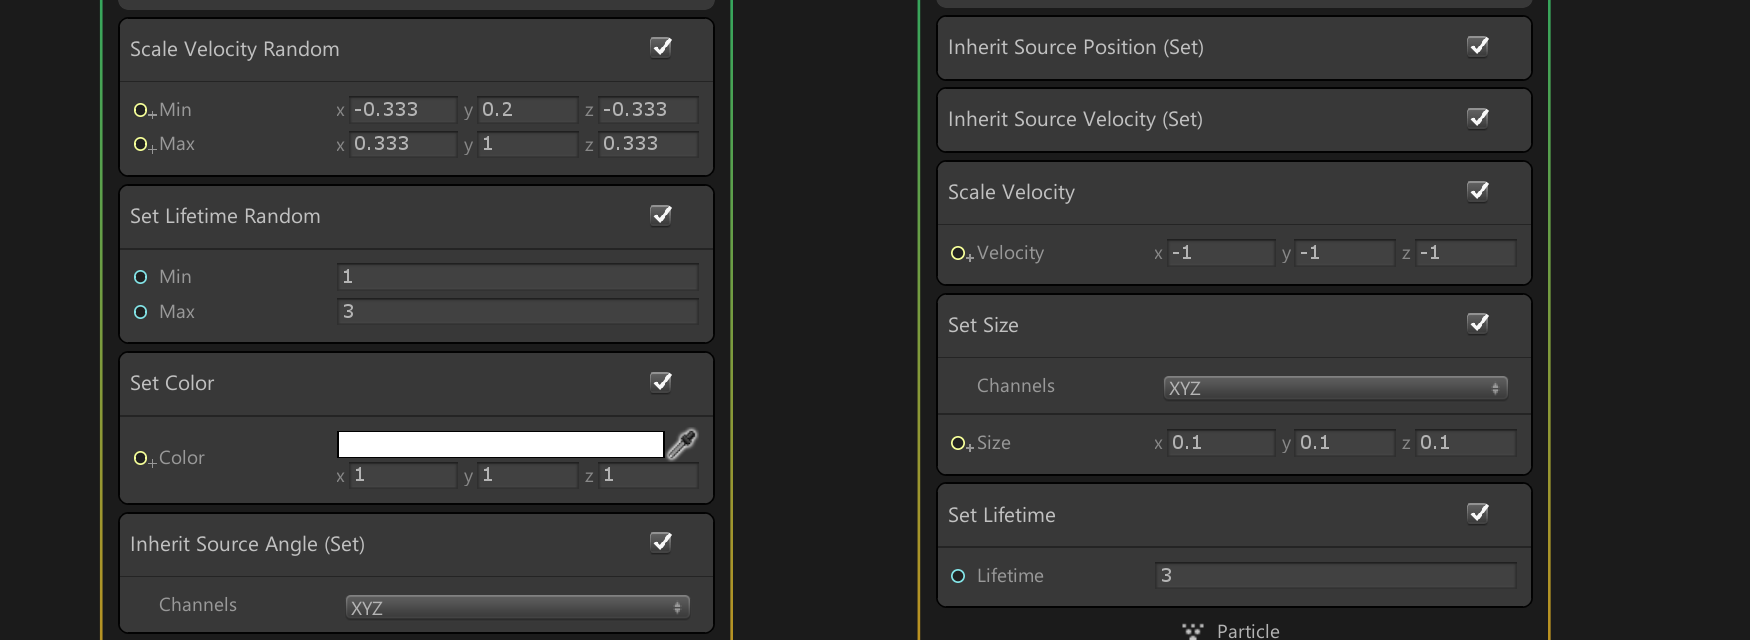 Scale Velocity Random
Min x -0.333 y 0.2 z -0.333
Max x 0.333 y 1 z 0.333
Set Lifetime Random
Min 1
Max 3
Set Color
Color
x 1 y 1 z 1
Inherit Source Angle (Set)
Channels XYZ
Inherit Source Position (Set)
Inherit Source Velocity (Set)
Scale Velocity
Velocity x -1 y -1 z -1
Set Size
Channels XYZ
Size x 0.1 y 0.1 z 0.1
Set Lifetime
Lifetime 3
Particle